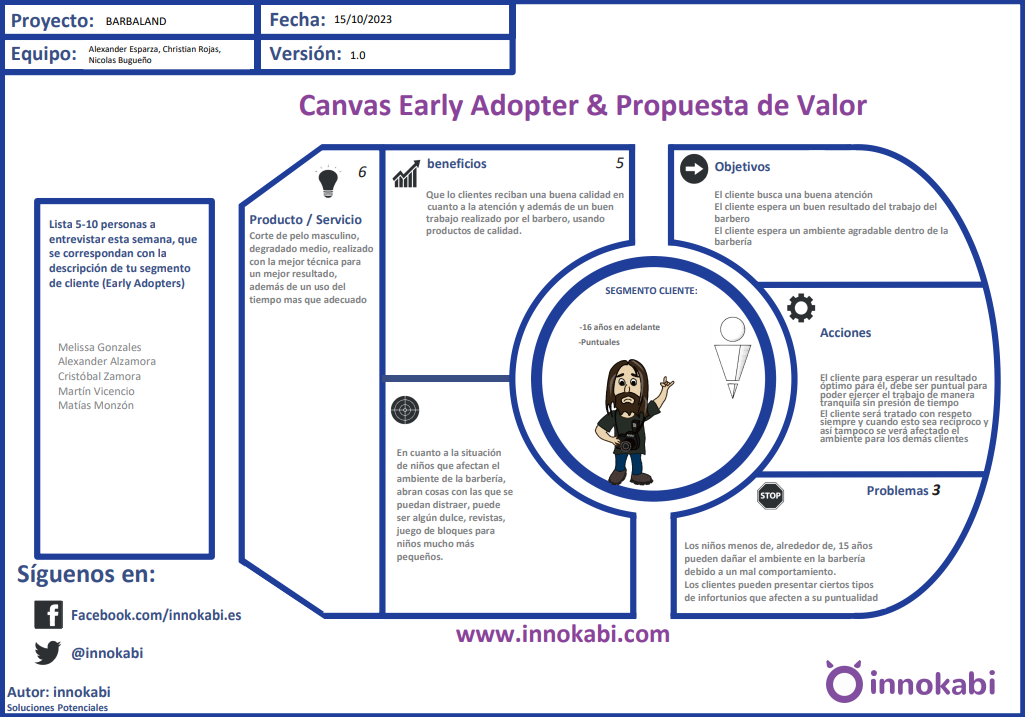 Proyecto: BARBALAND
Fecha: 15/10/2023
Equipo: Alexander Esparza, Christian Rojas,
Nicolas Bugueño
Versión: 1.0
Canvas Early Adopter & Propuesta de Valor
Lista 5-10 personas a
entrevistar esta semana, que
se correspondan con la
descripción de tu segmento
de cliente (Early Adopters)
Melissa Gonzales
Alexander Alzamora
Cristóbal Zamora
Martín Vicencio
Matías Monzón
6
Producto / Servicio
Corte de pelo masculino,
degradado medio, realizado
con la mejor técnica para
un mejor resultado,
además de un uso del
tiempo mas que adecuado
beneficios
5
Que lo clientes reciban una buena calidad en
cuanto a la atención y además de un buen
trabajo realizado por el barbero, usando
productos de calidad.
En cuanto a la situación
de niños que afectan el
ambiente de la barbería,
abran cosas con las que se
puedan distraer, puede
ser algún dulce, revistas,
juego de bloques para
niños mucho más
pequeños.
SEGMENTO CLIENTE:
-16 años en adelante
-Puntuales
Objetivos
El cliente busca una buena atención
El cliente espera un buen resultado del trabajo del
barbero
El cliente espera un ambiente agradable dentro de la
barbería
Acciones
El cliente para esperar un resultado
óptimo para él, debe ser puntual para
poder ejercer el trabajo de manera
tranquila sin presión de tiempo
El cliente será tratado con respeto
siempre y cuando esto sea recíproco y
así tampoco se verá afectado el
ambiente para los demás clientes
STOP
Problemas 3
Los niños menos de, alrededor de, 15 años
pueden dañar el ambiente en la barbería
debido a un mal comportamiento.
Los clientes pueden presentar ciertos tipos
de infortunios que afecten a su puntualidad
Síguenos en:
Facebook.com/innokabi.es
@innokabi
www.innokabi.com
Autor: innokabi
Soluciones Potenciales
innokabi